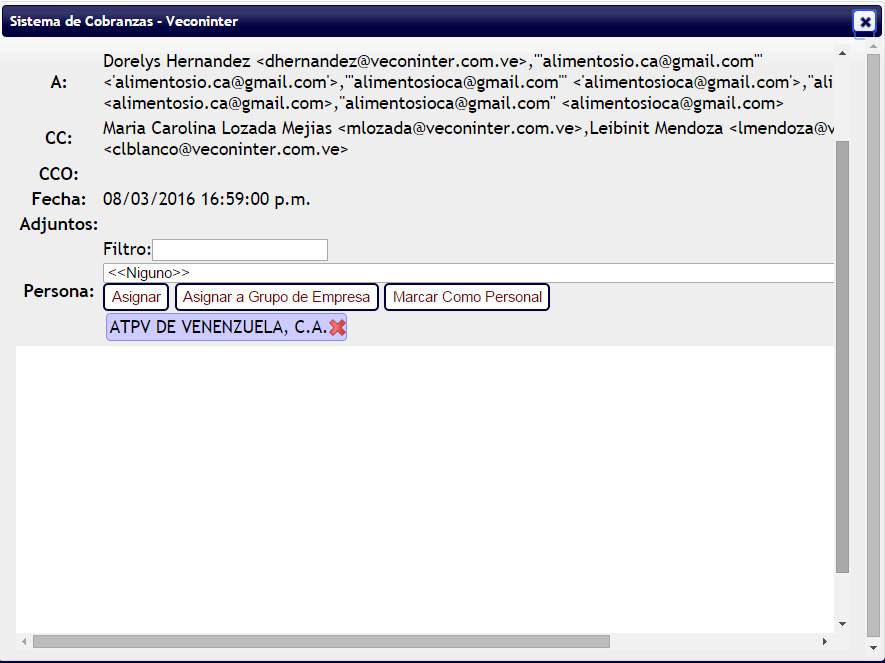 Sistema de Cobranzas - Veconinter
Dorelys Hernandez <dhernandez@veconinter.com.ve>,"'alimentosio.ca@gmail.com'"
A: <'alimentosio.ca@gmail.com'>,"'alimentosioca@gmail.com'" <'alimentosioca@gmail.com'>,"ali
<alimentosio.ca@gmail.com>,"alimentosioca@gmail.com" <alimentosioca@gmail.com>
CC: Maria Carolina Lozada Mejias <mlozada@veconinter.com.ve>,Leibinit Mendoza <lmendoza@v
<clblanco@veconinter.com.ve>
CCO:
Fecha: 08/03/2016 16:59:00 p.m.
Adjuntos:
Filtro:
<<Niguno>>
Persona: Asignar Asignar a Grupo de Empresa Marcar Como Personal
ATPV DE VENENZUELA, C.A.